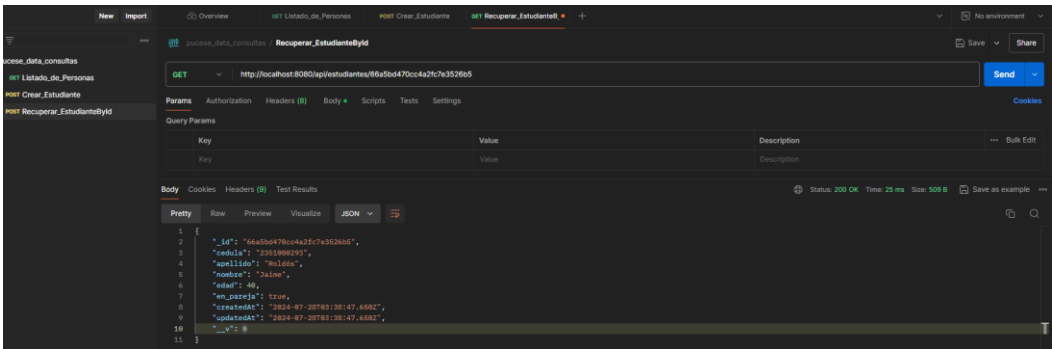 New Import
Overview
GET Listado_de_Personas
POST Crear_Estudiante
GET Recuperar_EstudianteB
No environment
pucese_data_consultas / Recuperar_EstudianteById
Save
Share
ucese_data_consultas
GET Listado_de_Personas
POST Crear_Estudiante
POST Recuperar_EstudianteById
GET http://localhost:8080/api/estudiantes/66a5bd470cc4a2fc7e3526b5
Send
Params Authorization Headers (8) Body Scripts Tests Settings
Cookies
Query Params
Key Value Description Bulk Edit
Key Value Description
Body Cookies Headers (9) Test Results
Status: 200 OK Time: 25 ms Size: 509 B Save as example
Pretty Raw Preview Visualize JSON
1 {
2 "_id": "66a5bd470cc4a2fc7e3526b5",
3 "cedula": "2351808293",
4 "apellido": "Roldós",
5 "nombre": "Jaime",
6 "edad": 40,
7 "en_pareja": true,
8 "createdAt": "2024-07-28T03:38:47.650Z",
9 "updatedAt": "2024-07-28T03:38:47.650Z",
10 "__v": 0
11 }